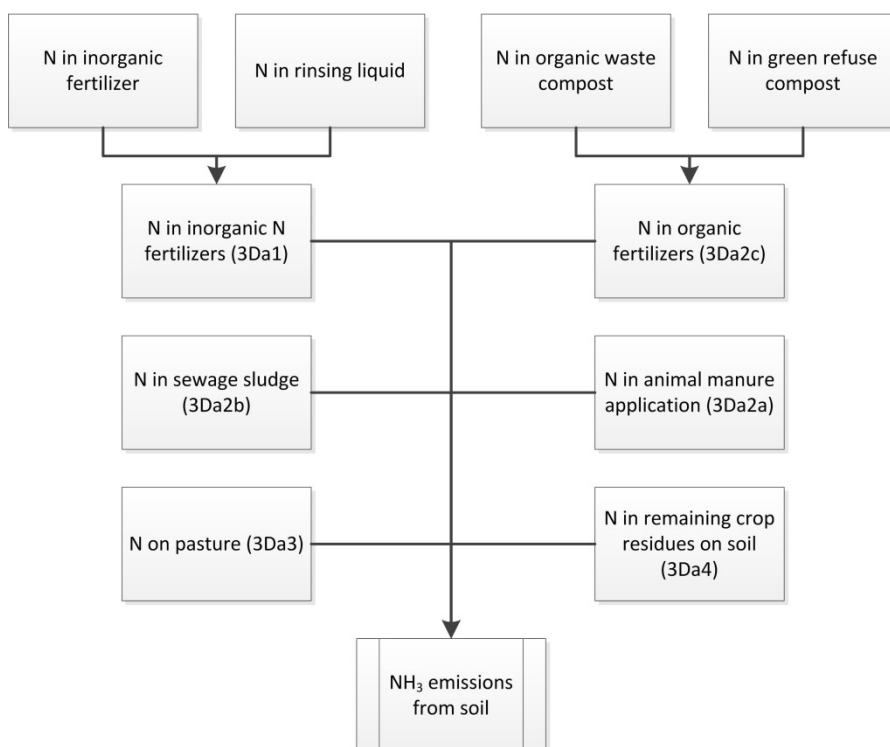 N in inorganic
fertilizer
N in rinsing liquid
N in organic waste
compost
N in green refuse
compost
N in inorganic N
fertilizers (3Da1)
N in organic
fertilizers (3Da2c)
N in sewage sludge
(3Da2b)
N in animal manure
application (3Da2a)
N on pasture (3Da3)
N in remaining crop
residues on soil
(3Da4)
NH₃ emissions
from soil